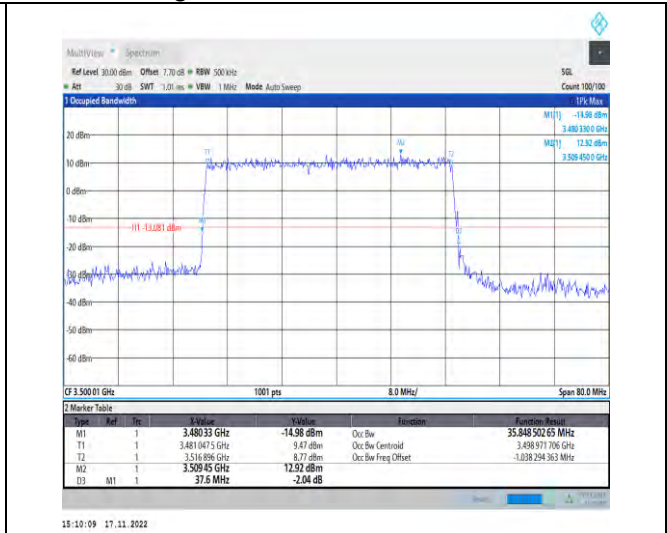 MultiView Spectrum
Ref Level 30.00 dBm Offset 7.70 dB RBW 500 kHz SGL
Att 30 dB SWT 1.01 ms VBW 1 MHz Mode Auto Sweep Count 100/100
1 Occupied Bandwidth 1Pk Max
M1[1] -14.98 dBm
3.480 330 0 GHz
M2[1] 12.92 dBm
3.509 450 0 GHz
20 dBm
T1 M2 T2
10 dBm
0 dBm
-10 dBm
H1 -13.081 dBm
-20 dBm
-30 dBm
-40 dBm
-50 dBm
-60 dBm
CF 3.500 01 GHz 1001 pts 8.0 MHz/ Span 80.0 MHz
2 Marker Table
Type Ref Trc X-Value Y-Value Function Function Result
M1 1 3.480 33 GHz -14.98 dBm Occ Bw 35.848 502 65 MHz
T1 1 3.481 047 5 GHz 9.47 dBm Occ Bw Centroid 3.498 971 706 GHz
T2 1 3.516 896 GHz 8.77 dBm Occ Bw Freq Offset -1.038 294 363 MHz
M2 1 3.509 45 GHz 12.92 dBm
D3 M1 1 37.6 MHz -2.04 dB
15:10:09 17.11.2022